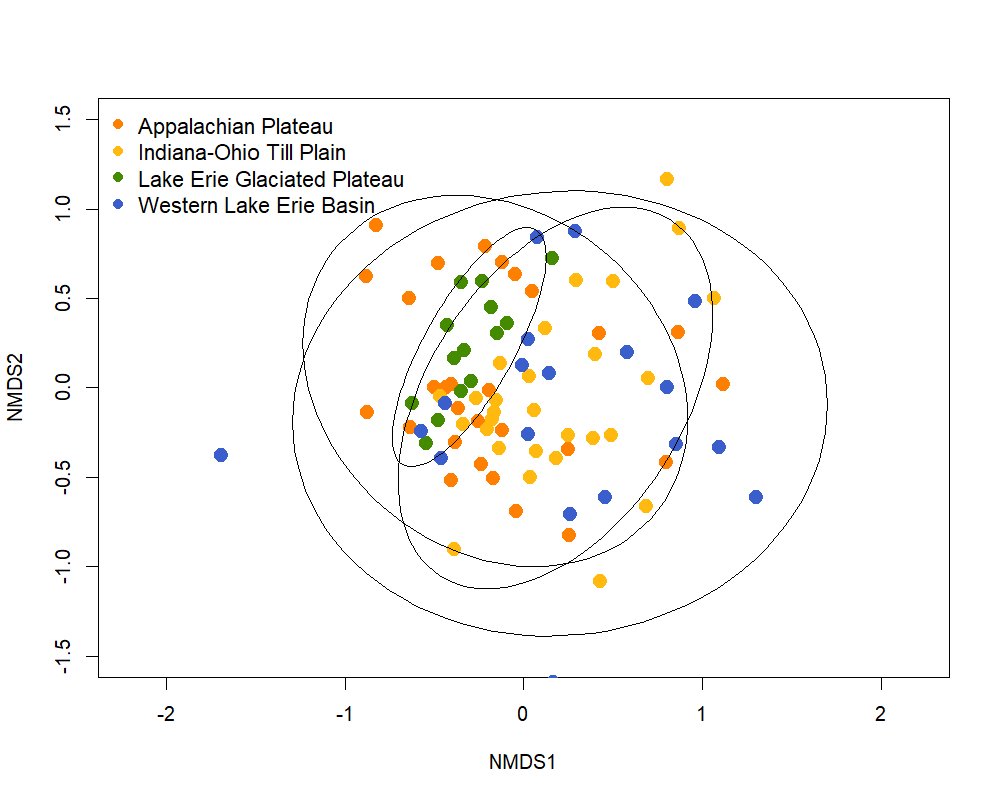 1.5
1.0
0.5
0.0
-0.5
-1.0
-1.5
NMDS2
Appalachian Plateau
Indiana-Ohio Till Plain
Lake Erie Glaciated Plateau
Western Lake Erie Basin
-2 -1 0 1 2
NMDS1